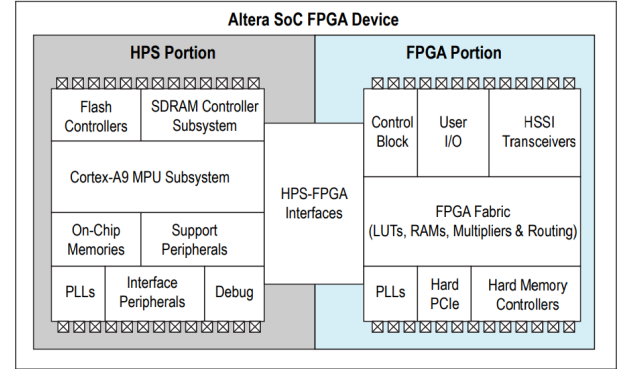 Altera SoC FPGA Device
HPS Portion
FPGA Portion
Flash
Controllers
SDRAM Controller
Subsystem
Cortex-A9 MPU Subsystem
On-Chip
Memories
Support
Peripherals
PLLs
Interface
Peripherals
Debug
HPS-FPGA
Interfaces
Control
Block
User
I/O
HSSI
Transceivers
FPGA Fabric
(LUTs, RAMs, Multipliers & Routing)
PLLs
Hard
PCIe
Hard Memory
Controllers